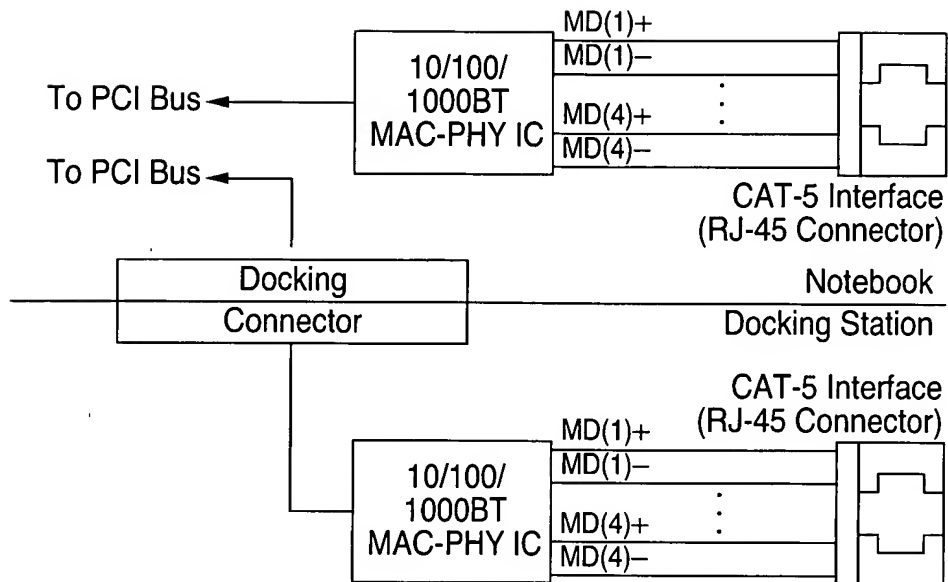 MD(1)+
MD(1)−
MD(4)+
MD(4)−
10/100/
1000BT
MAC-PHY IC
To PCI Bus
To PCI Bus
CAT-5 Interface
(RJ-45 Connector)
Docking
Connector
Notebook
Docking Station
CAT-5 Interface
(RJ-45 Connector)
MD(1)+
MD(1)−
MD(4)+
MD(4)−
10/100/
1000BT
MAC-PHY IC